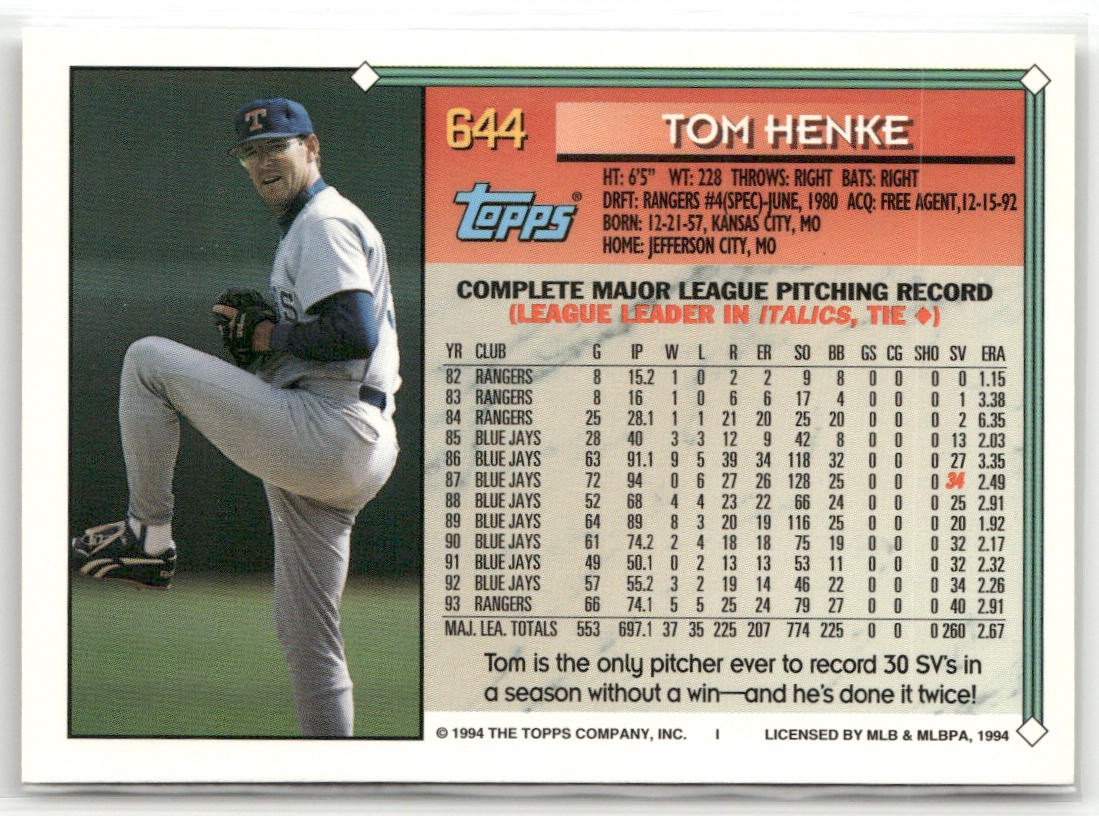 T
644
TOM HENKE
topps®
HT: 6'5" WT: 228 THROWS: RIGHT BATS: RIGHT
DRFT: RANGERS #4(SPEC)-JUNE, 1980 ACQ: FREE AGENT,12-15-92
BORN: 12-21-57, KANSAS CITY, MO
HOME: JEFFERSON CITY, MO
COMPLETE MAJOR LEAGUE PITCHING RECORD
(LEAGUE LEADER IN ITALICS, TIE ◆)
YR CLUB G IP W L R ER SO BB GS CG SHO SV ERA
82 RANGERS 8 15.2 1 0 2 2 9 8 0 0 0 0 1.15
83 RANGERS 8 16 1 0 6 6 17 4 0 0 0 1 3.38
84 RANGERS 25 28.1 1 1 21 20 25 20 0 0 0 2 6.35
85 BLUE JAYS 28 40 3 3 12 9 42 8 0 0 0 13 2.03
86 BLUE JAYS 63 91.1 9 5 39 34 118 32 0 0 0 27 3.35
87 BLUE JAYS 72 94 0 6 27 26 128 25 0 0 0 34 2.49
88 BLUE JAYS 52 68 4 4 23 22 66 24 0 0 0 25 2.91
89 BLUE JAYS 64 89 8 3 20 19 116 25 0 0 0 20 1.92
90 BLUE JAYS 61 74.2 2 4 18 18 75 19 0 0 0 32 2.17
91 BLUE JAYS 49 50.1 0 2 13 13 53 11 0 0 0 32 2.32
92 BLUE JAYS 57 55.2 3 2 19 14 46 22 0 0 0 34 2.26
93 RANGERS 66 74.1 5 5 25 24 79 27 0 0 0 40 2.91
MAJ. LEA. TOTALS 553 697.1 37 35 225 207 774 225 0 0 0 260 2.67
Tom is the only pitcher ever to record 30 SV's in
a season without a win—and he's done it twice!
© 1994 THE TOPPS COMPANY, INC. I LICENSED BY MLB & MLBPA, 1994